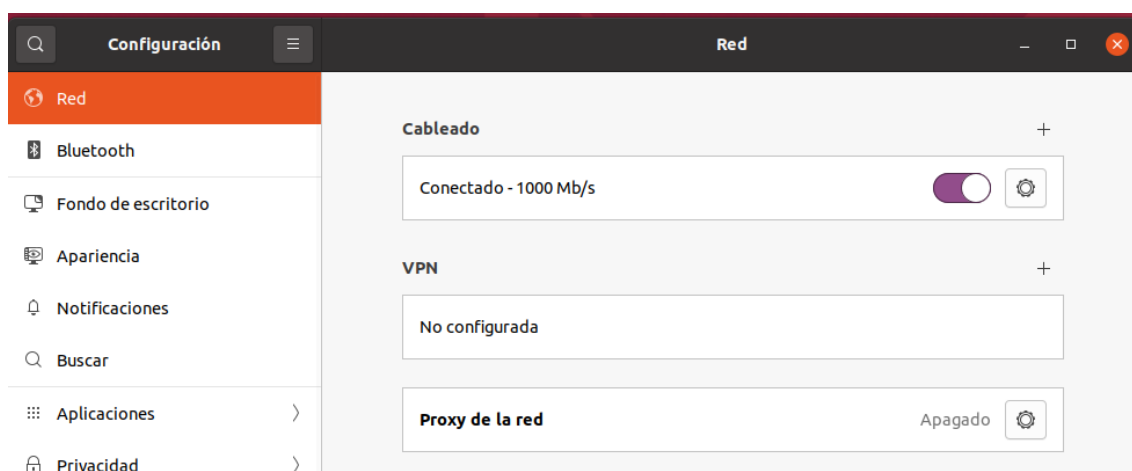 Configuración
Red
Red
Bluetooth
Fondo de escritorio
Apariencia
Notificaciones
Buscar
Aplicaciones
Privacidad
Cableado
Conectado - 1000 Mb/s
VPN
No configurada
Proxy de la red
Apagado